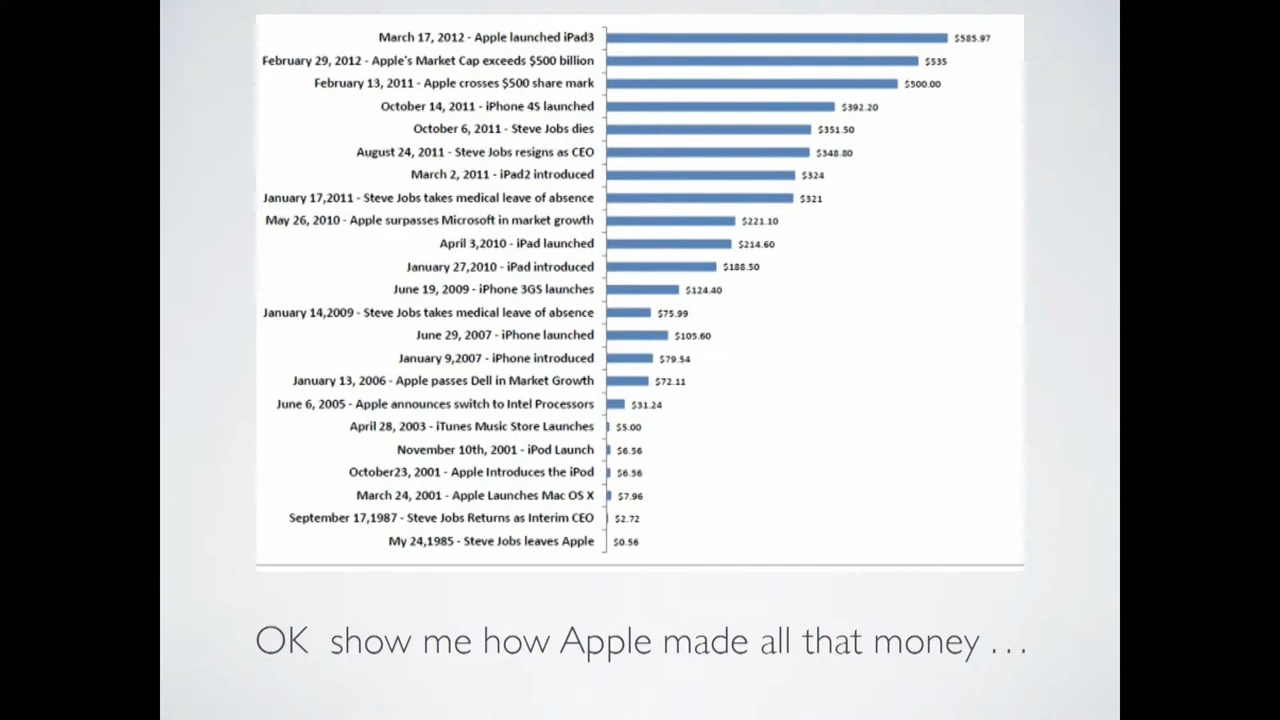 March 17, 2012 - Apple launched iPad3 $585.97
February 29, 2012 - Apple's Market Cap exceeds $500 billion $535
February 13, 2011 - Apple crosses $500 share mark $500.00
October 14, 2011 - iPhone 4S launched $392.20
October 6, 2011 - Steve Jobs dies $351.50
August 24, 2011 - Steve Jobs resigns as CEO $348.80
March 2, 2011 - iPad2 introduced $324
January 17,2011 - Steve Jobs takes medical leave of absence $321
May 26, 2010 - Apple surpasses Microsoft in market growth $221.10
April 3,2010 - iPad launched $214.60
January 27,2010 - iPad introduced $188.50
June 19, 2009 - iPhone 3GS launches $124.40
January 14,2009 - Steve Jobs takes medical leave of absence $75.99
June 29, 2007 - iPhone launched $105.60
January 9,2007 - iPhone introduced $79.54
January 13, 2006 - Apple passes Dell in Market Growth $72.11
June 6, 2005 - Apple announces switch to Intel Processors $31.24
April 28, 2003 - iTunes Music Store Launches $5.00
November 10th, 2001 - iPod Launch $6.56
October23, 2001 - Apple Introduces the iPod $6.56
March 24, 2001 - Apple Launches Mac OS X $7.96
September 17,1987 - Steve Jobs Returns as Interim CEO $2.72
My 24,1985 - Steve Jobs leaves Apple $0.56
OK show me how Apple made all that money ...